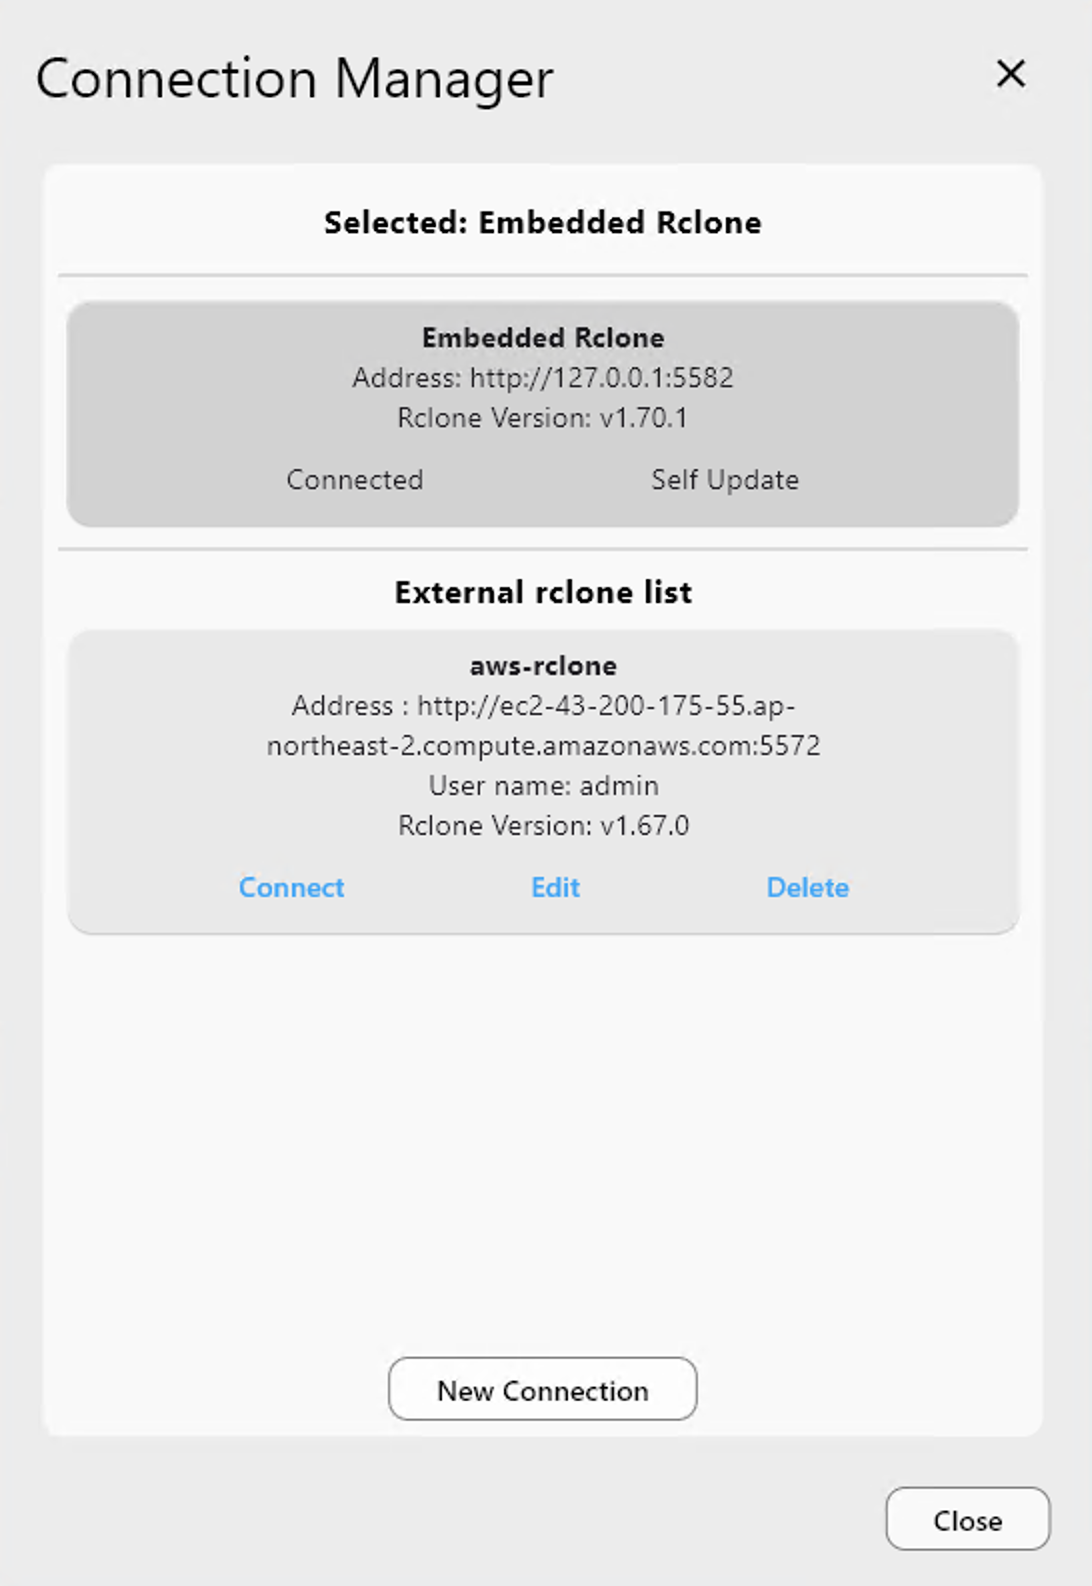 Connection Manager
Selected: Embedded Rclone
Embedded Rclone
Address: http://127.0.0.1:5582
Rclone Version: v1.70.1
Connected Self Update
External rclone list
aws-rclone
Address : http://ec2-43-200-175-55.ap-
northeast-2.compute.amazonaws.com:5572
User name: admin
Rclone Version: v1.67.0
Connect Edit Delete
New Connection
Close